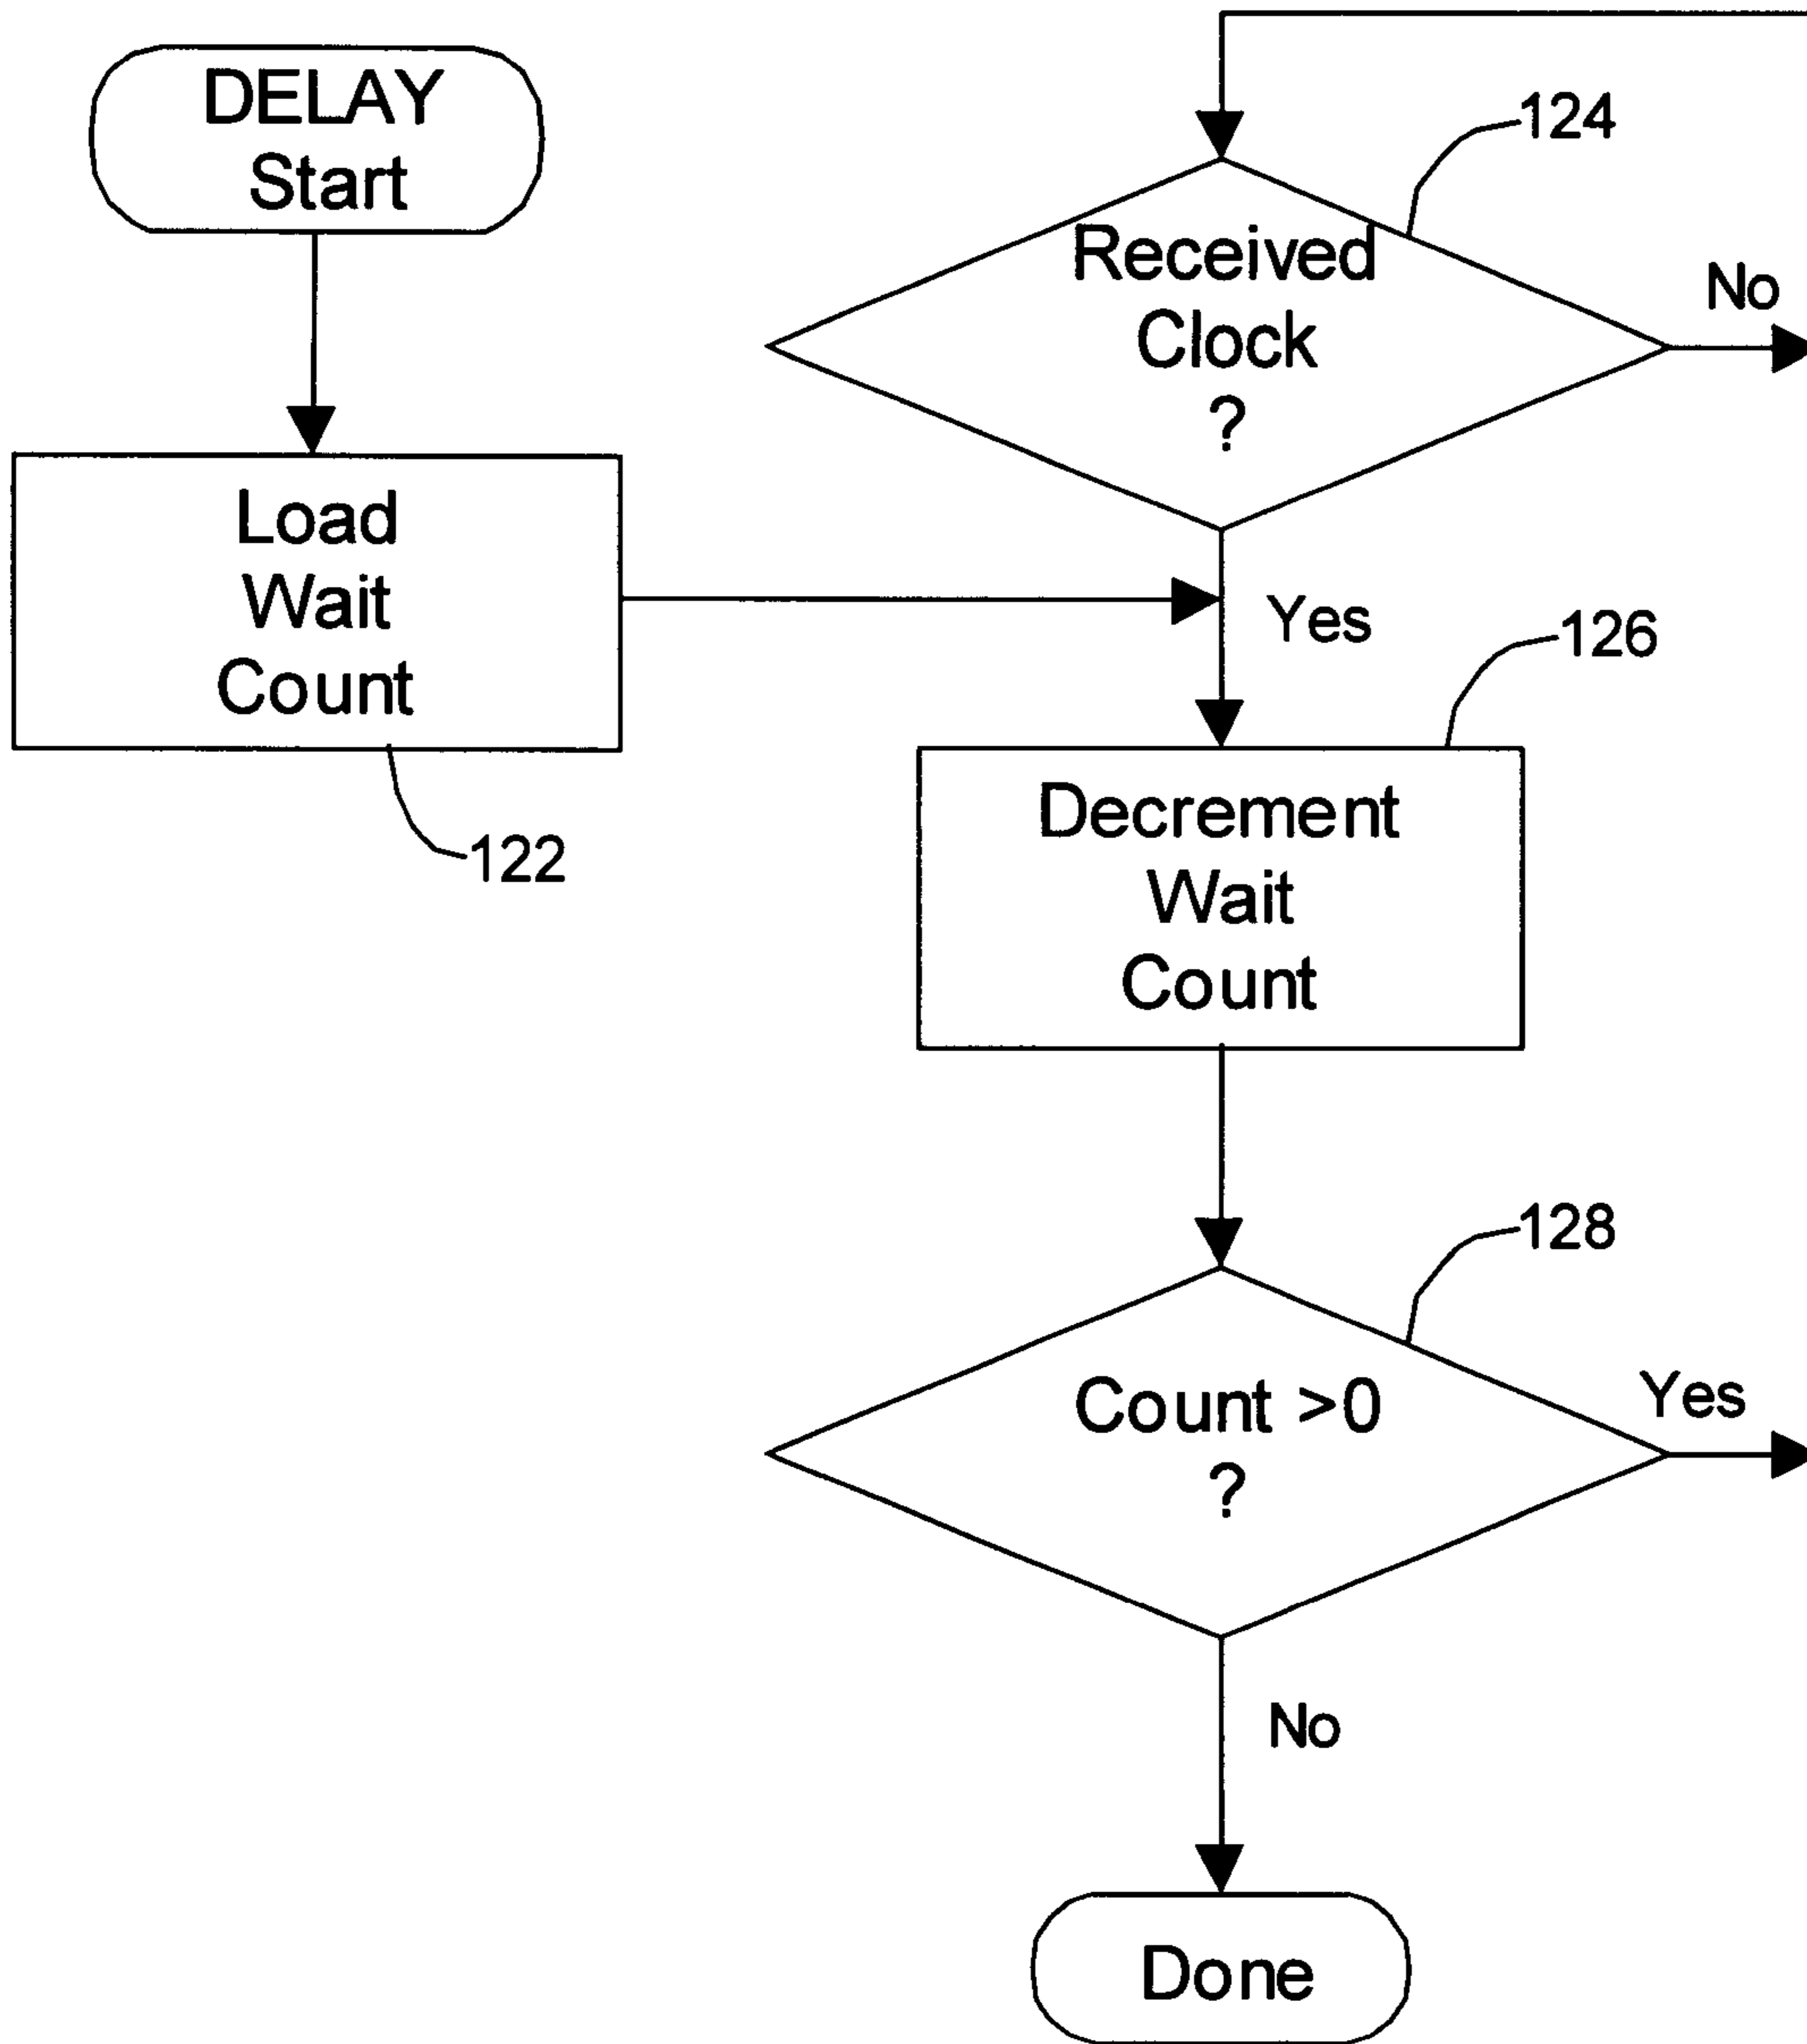 DELAY
Start
Load
Wait
Count
122
Received
Clock
?
124
No
Yes
126
Decrement
Wait
Count
128
Count >0
?
Yes
No
Done